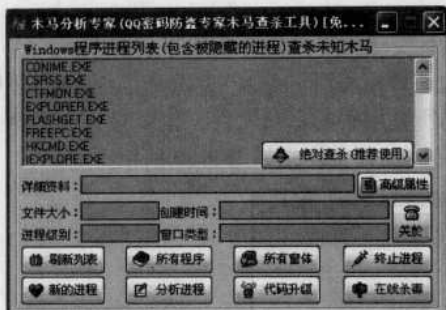 木马分析专家(QQ密码防盗专家木马查杀工具)[免...
Windows程序进程列表(包含被隐藏的进程)查杀未知木马
CONIME.EXE
CSRSS.EXE
CTFMON.EXE
EXPLORER.EXE
FLASHGET.EXE
FREEPC.EXE
HKCMD.EXE
IEXPLORE.EXE
绝对查杀(推荐使用)
详细资料: 高级属性
文件大小: 创建时间: 关于
进程级别: 窗口类型:
刷新列表 所有程序 所有窗体 终止进程
新的进程 分析进程 代码升级 在线杀毒